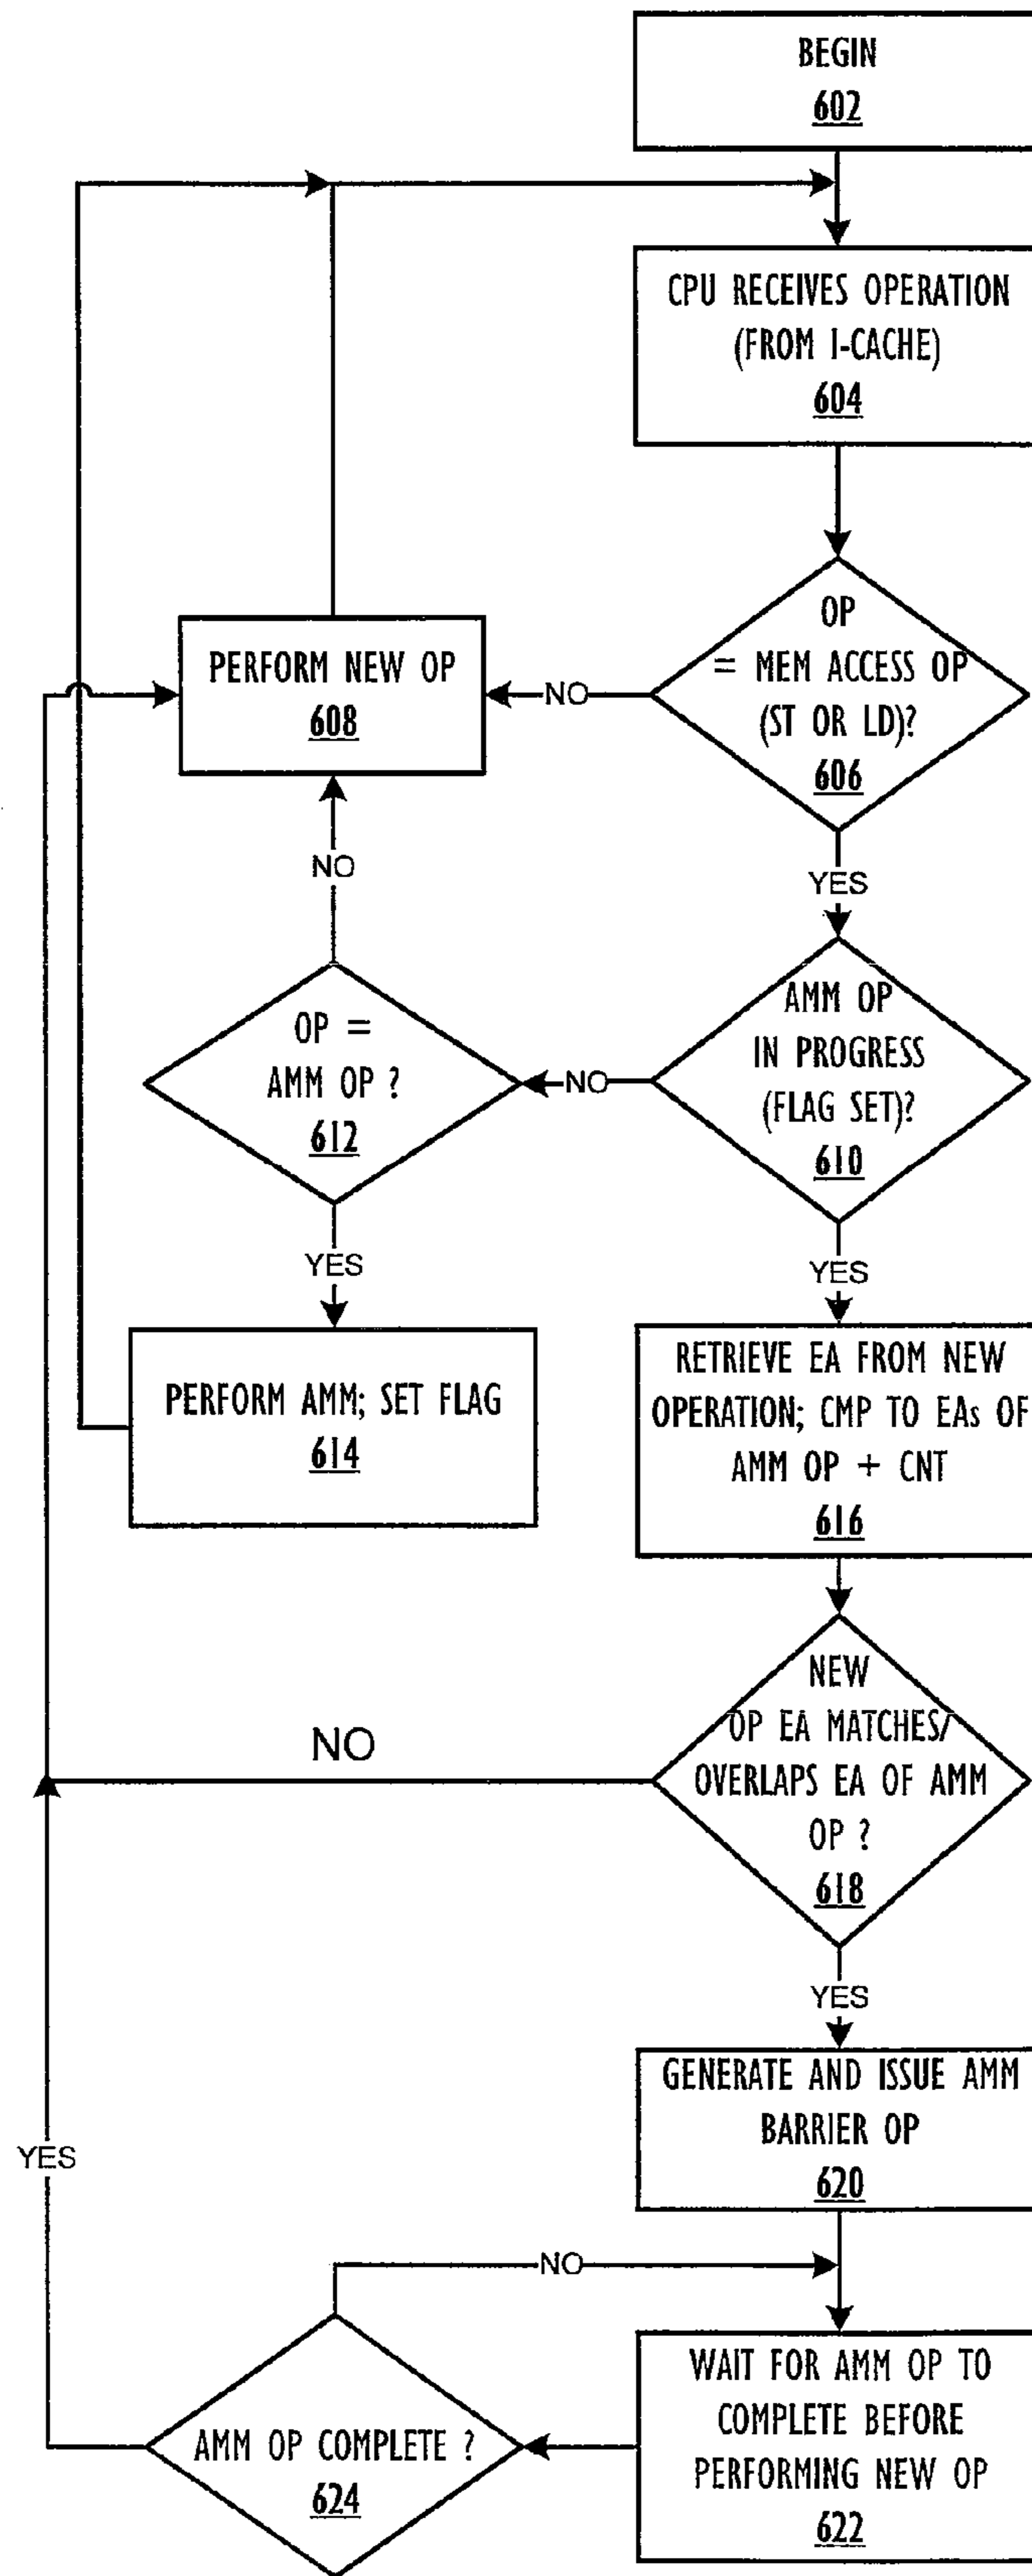 BEGIN
602
CPU RECEIVES OPERATION
(FROM I-CACHE)
604
OP
= MEM ACCESS OP
(ST OR LD)?
606
NO
PERFORM NEW OP
608
YES
NO
AMM OP
IN PROGRESS
(FLAG SET)?
610
NO
OP =
AMM OP ?
612
YES
YES
PERFORM AMM; SET FLAG
614
RETRIEVE EA FROM NEW
OPERATION; CMP TO EAs OF
AMM OP + CNT
616
NEW
OP EA MATCHES/
OVERLAPS EA OF AMM
OP ?
618
NO
YES
GENERATE AND ISSUE AMM
BARRIER OP
620
YES
NO
WAIT FOR AMM OP TO
COMPLETE BEFORE
PERFORMING NEW OP
622
AMM OP COMPLETE ?
624